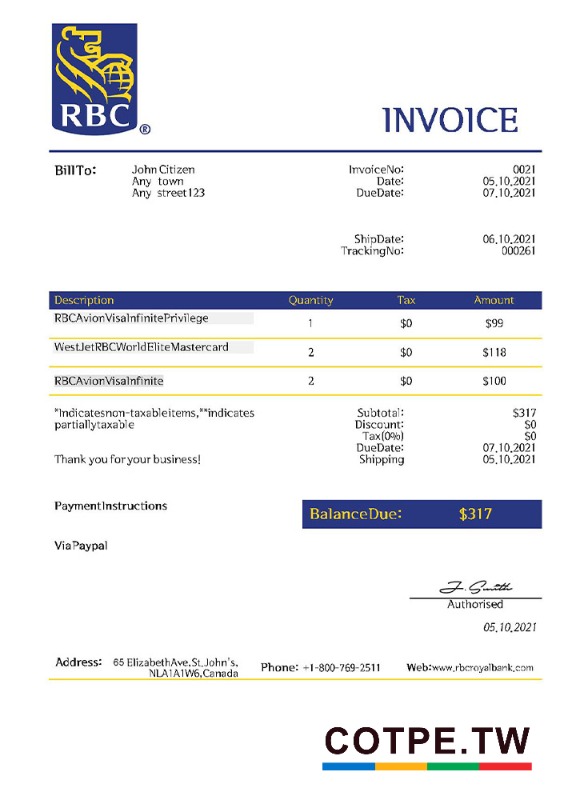 RBC®
INVOICE
BillTo: John Citizen InvoiceNo: 0021
Any town Date: 05.10.2021
Any street123 DueDate: 07.10.2021
ShipDate: 06.10.2021
TrackingNo: 000261
Description Quantity Tax Amount
RBCAvionVisaInfinitePrivilege 1 $0 $99
WestJetRBCWorldEliteMastercard 2 $0 $118
RBCAvionVisaInfinite 2 $0 $100
*Indicatesnon-taxableitems,**indicates Subtotal: $317
partiallytaxable Discount: $0
Tax(0%) $0
DueDate: 07.10.2021
Thank you for your business! Shipping 05.10.2021
PaymentInstructions
BalanceDue: $317
ViaPaypal
J. Smith
Authorised
05.10.2021
Address: 65 ElizabethAve,St.John's, Phone: +1-800-769-2511 Web:www.rbcroyalbank.com
NLA1A1W6,Canada
COTPE.TW